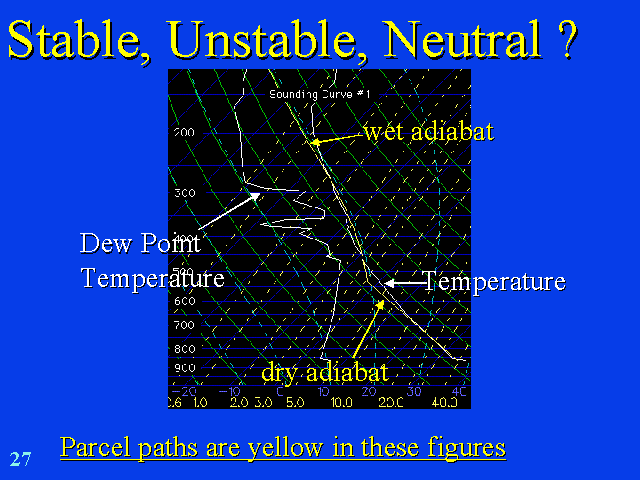 Stable, Unstable, Neutral ?
Sounding Curve #1
wet adiabat
200
300
Dew Point
Temperature
400
500
Temperature
600
700
800
dry adiabat
900
-20 -10 0 10 20 30 40
2.6 1.0 2.0 3.0 5.0 10.0 20.0 40.0
Parcel paths are yellow in these figures
27